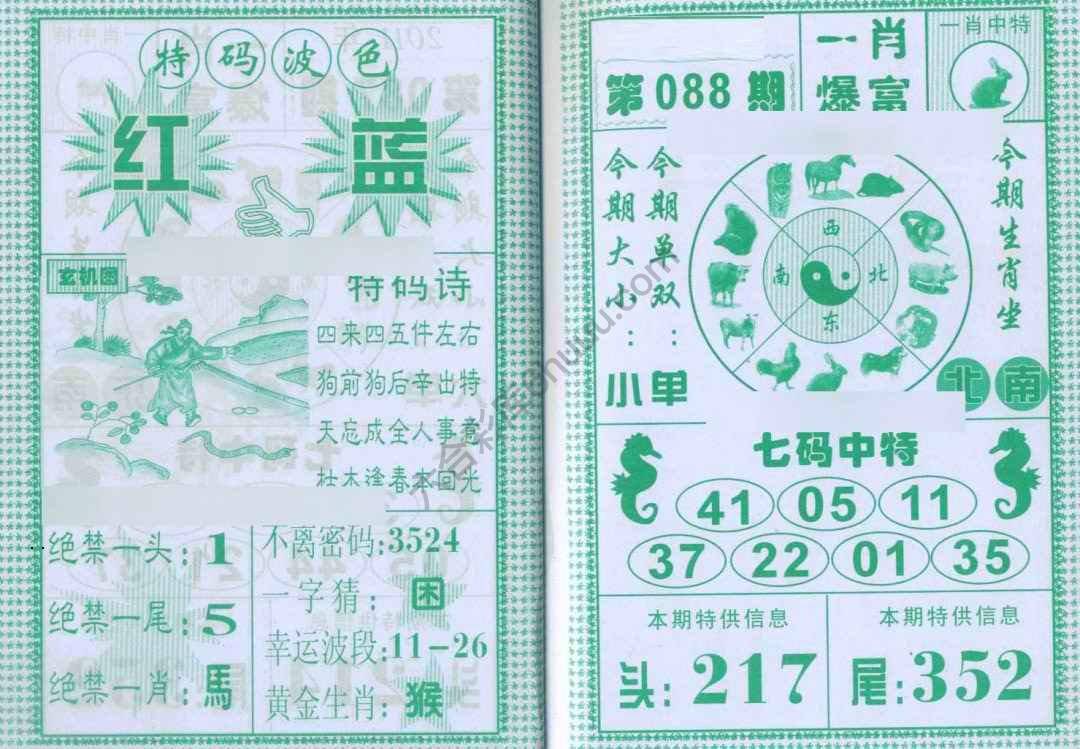 特码波色
红 蓝
玄机图
特码诗
四来四五件左右
狗前狗后辛出特
天忘成全人事意
枯木逢春本回光
绝禁一头：1
绝禁一尾：5
绝禁一肖：馬
不离密码：3524
一字猜：困
幸运波段：11-26
黄金生肖：猴
第088期
一肖
爆富
一肖中特
今期大小：小
今期单双：单
西
南 北
东
今期生肖坐
北 南
七码中特
41 05 11
37 22 01 35
本期特供信息
头：217
本期特供信息
尾：352